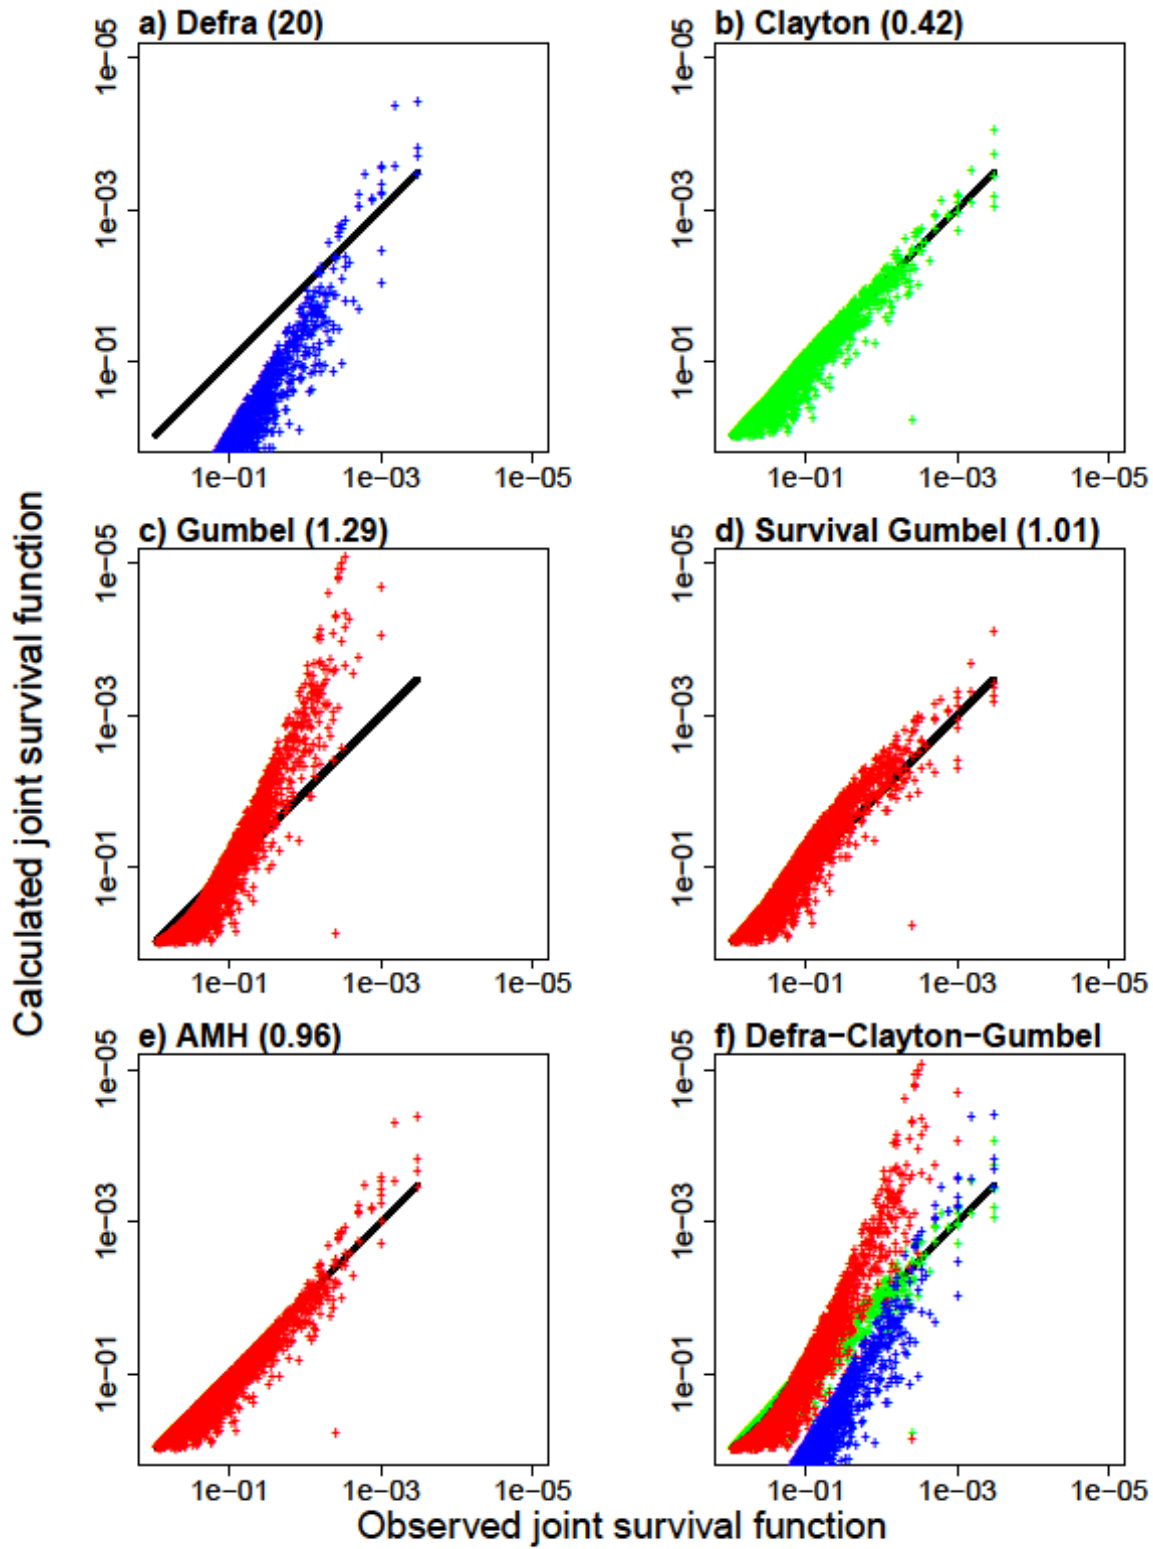 a) Defra (20)
b) Clayton (0.42)
1e−05
1e−03
1e−01
1e−05
1e−03
1e−01
1e−01 1e−03 1e−05
1e−01 1e−03 1e−05
c) Gumbel (1.29)
d) Survival Gumbel (1.01)
1e−05
1e−03
1e−01
1e−05
1e−03
1e−01
1e−01 1e−03 1e−05
1e−01 1e−03 1e−05
e) AMH (0.96)
f) Defra−Clayton−Gumbel
1e−05
1e−03
1e−01
1e−05
1e−03
1e−01
1e−01 1e−03 1e−05
1e−01 1e−03 1e−05
Calculated joint survival function
Observed joint survival function